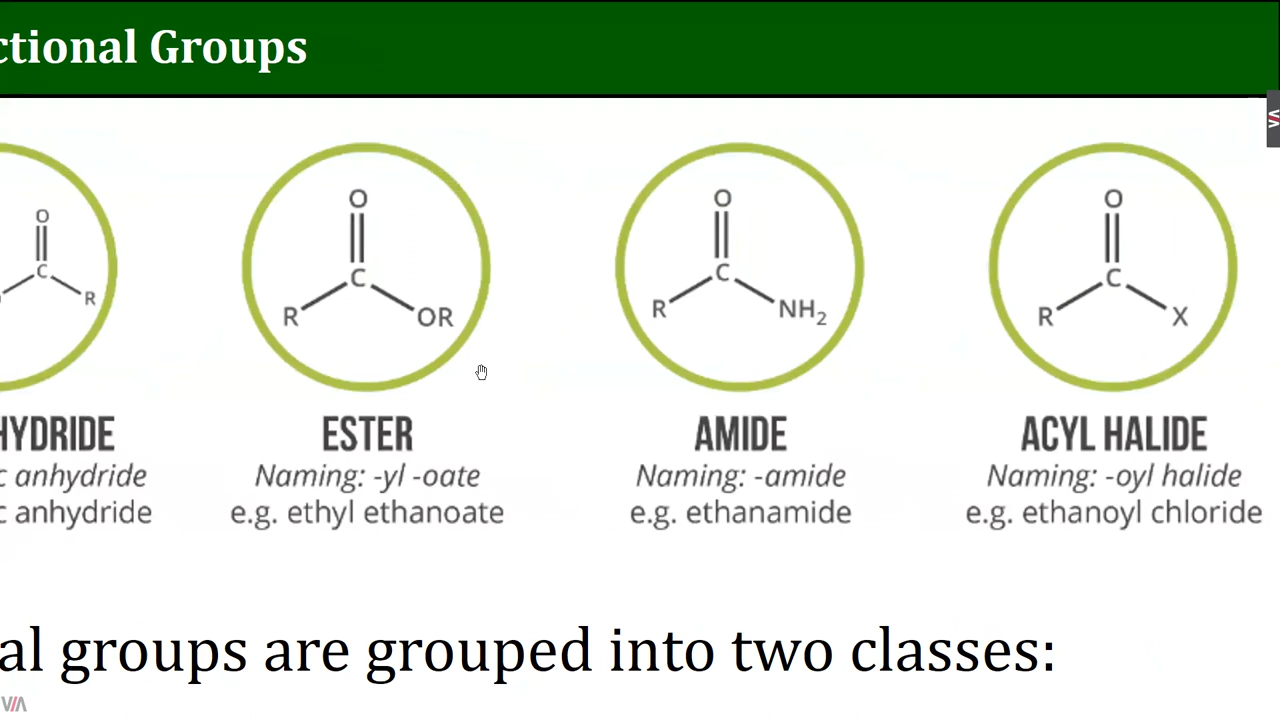 ctional Groups
O
C
R
O
C
R
OR
O
C
R
NH₂
O
C
R
X
HYDRIDE
ESTER
AMIDE
ACYL HALIDE
c anhydride
Naming: -yl -oate
Naming: -amide
Naming: -oyl halide
c anhydride
e.g. ethyl ethanoate
e.g. ethanamide
e.g. ethanoyl chloride
al groups are grouped into two classes:
VIA